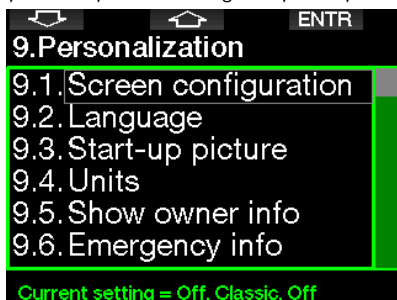 ENTR
9.Personalization
9.1.Screen configuration
9.2.Language
9.3.Start-up picture
9.4.Units
9.5.Show owner info
9.6.Emergency info
Current setting = Off, Classic, Off